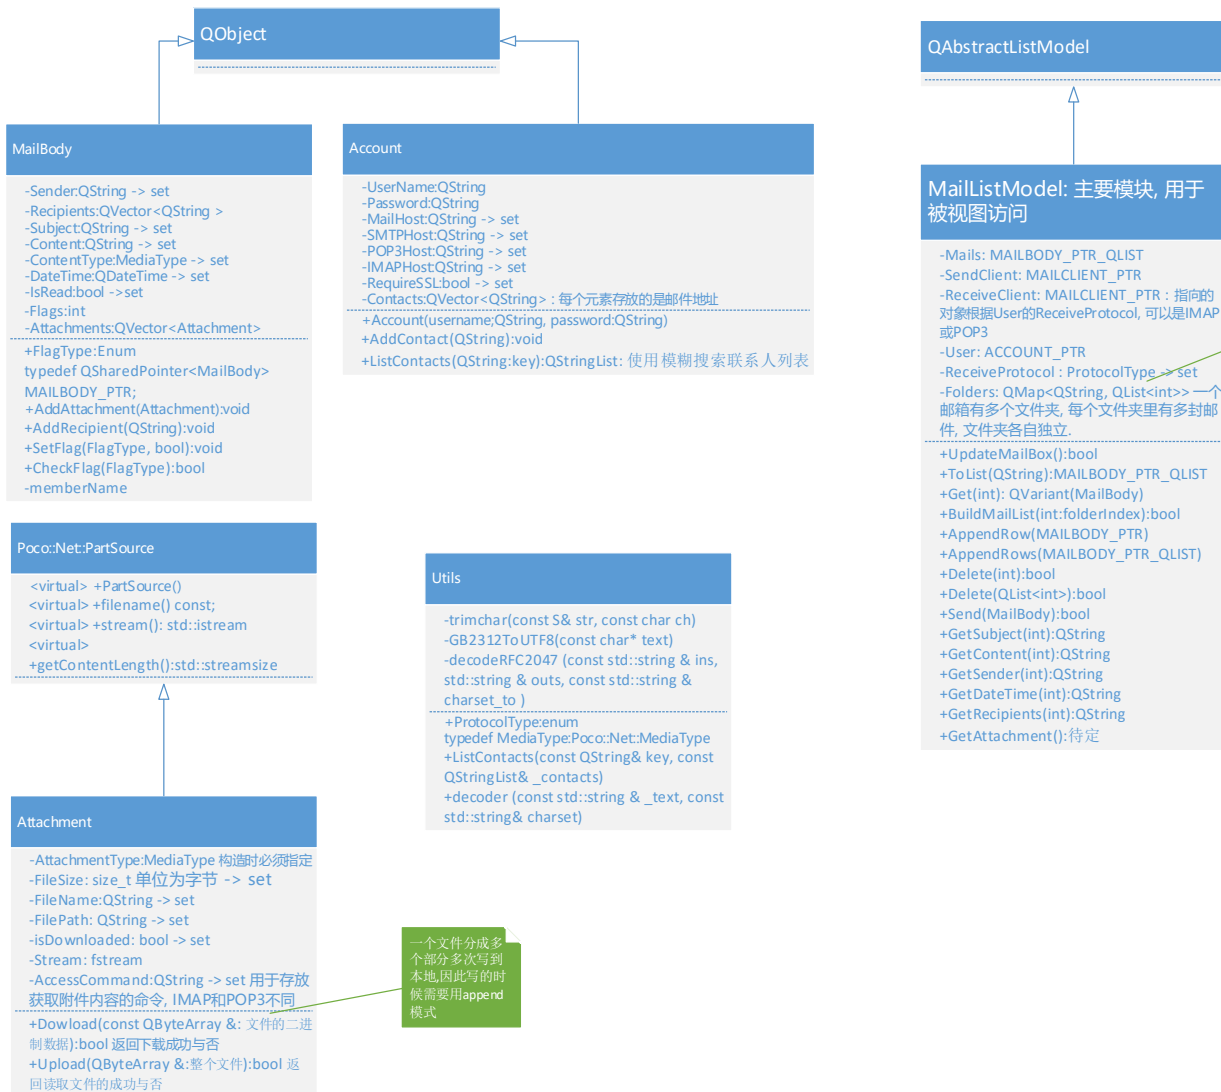 QObject
MailBody
-Sender:QString -> set
-Recipients:QVector<QString >
-Subject:QString -> set
-Content:QString -> set
-ContentType:MediaType -> set
-DateTime:QDateTime -> set
-IsRead:bool ->set
-Flags:int
-Attachments:QVector<Attachment>
+FlagType:Enum
typedef QSharedPointer<MailBody>
MAILBODY_PTR;
+AddAttachment(Attachment):void
+AddRecipient(QString):void
+SetFlag(FlagType, bool):void
+CheckFlag(FlagType):bool
-memberName
Account
-UserName:QString
-Password:QString
-MailHost:QString -> set
-SMTPHost:QString -> set
-POP3Host:QString -> set
-IMAPHost:QString -> set
-RequireSSL:bool -> set
-Contacts:QVector<QString> : 每个元素存放的是邮件地址
+Account(username;QString, password:QString)
+AddContact(QString):void
+ListContacts(QString:key):QStringList: 使用模糊搜索联系人列表
QAbstractListModel
MailListModel: 主要模块, 用于
被视图访问
-Mails: MAILBODY_PTR_QLIST
-SendClient: MAILCLIENT_PTR
-ReceiveClient: MAILCLIENT_PTR : 指向的
对象根据User的ReceiveProtocol, 可以是IMAP
或POP3
-User: ACCOUNT_PTR
-ReceiveProtocol : ProtocolType -> set
-Folders: QMap<QString, QList<int>> 一个
邮箱有多个文件夹, 每个文件夹里有多封邮
件, 文件夹各自独立.
+UpdateMailBox():bool
+ToList(QString):MAILBODY_PTR_QLIST
+Get(int): QVariant(MailBody)
+BuildMailList(int:folderIndex):bool
+AppendRow(MAILBODY_PTR)
+AppendRows(MAILBODY_PTR_QLIST)
+Delete(int):bool
+Delete(QList<int>):bool
+Send(MailBody):bool
+GetSubject(int):QString
+GetContent(int):QString
+GetSender(int):QString
+GetDateTime(int):QString
+GetRecipients(int):QString
+GetAttachment():待定
Poco::Net::PartSource
<virtual> +PartSource()
<virtual> +filename() const;
<virtual> +stream(): std::istream
<virtual>
+getContentLength():std::streamsize
Utils
-trimchar(const S& str, const char ch)
-GB2312ToUTF8(const char* text)
-decodeRFC2047 (const std::string & ins,
std::string & outs, const std::string &
charset_to )
+ProtocolType:enum
typedef MediaType:Poco::Net::MediaType
+ListContacts(const QString& key, const
QStringList& _contacts)
+decoder (const std::string & _text, const
std::string& charset)
Attachment
-AttachmentType:MediaType 构造时必须指定
-FileSize: size_t 单位为字节 -> set
-FileName:QString -> set
-FilePath: QString -> set
-isDownloaded: bool -> set
-Stream: fstream
-AccessCommand:QString -> set 用于存放
获取附件内容的命令, IMAP和POP3不同
+Dowload(const QByteArray &: 文件的二进
制数据):bool 返回下载成功与否
+Upload(QByteArray &:整个文件):bool 返
回读取文件的成功与否
一个文件分成多
个部分多次写到
本地,因此写的时
候需要用append
模式